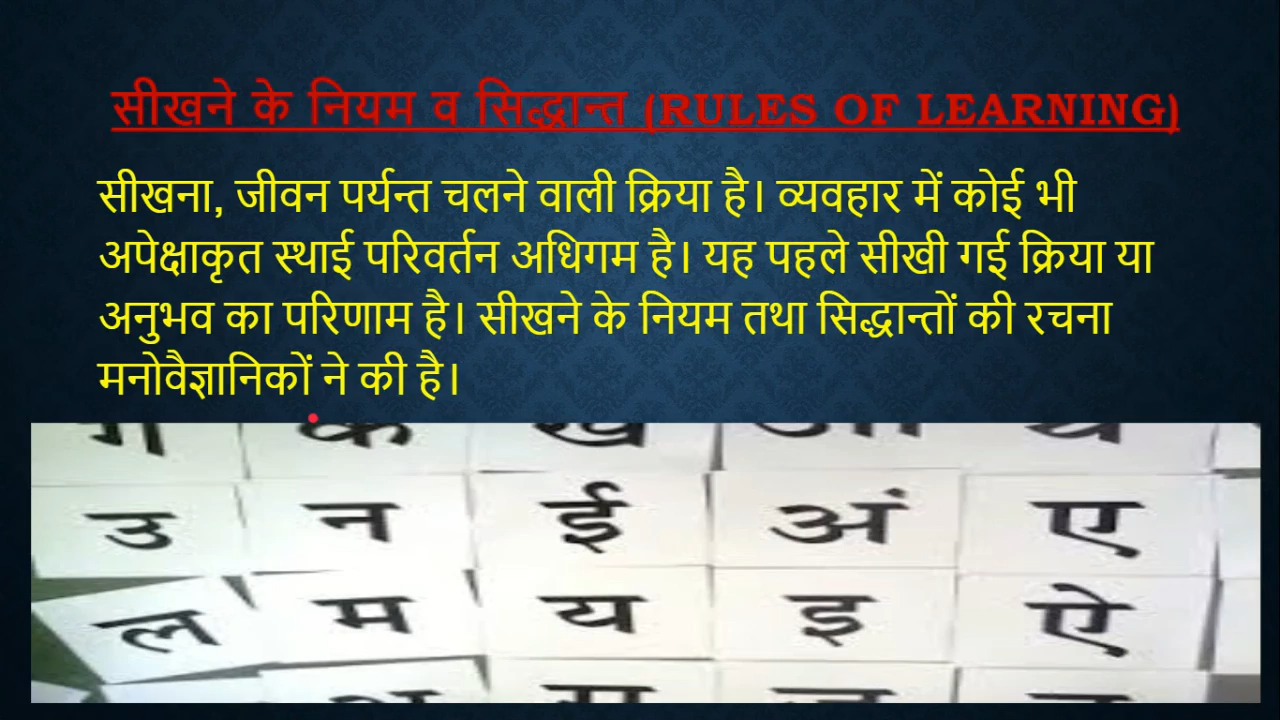 सीखने के नियम व सिद्धान्त (RULES OF LEARNING)
सीखना, जीवन पर्यन्त चलने वाली क्रिया है। व्यवहार में कोई भी
अपेक्षाकृत स्थाई परिवर्तन अधिगम है। यह पहले सीखी गई क्रिया या
अनुभव का परिणाम है। सीखने के नियम तथा सिद्धान्तों की रचना
मनोवैज्ञानिकों ने की है।
ग क ख
उ न ई अं ए
ल म य इ ऐ